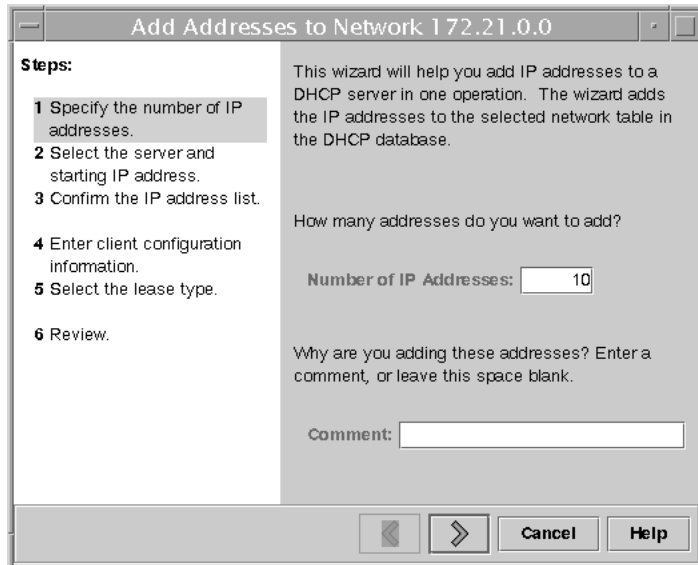 Add Addresses to Network 172.21.0.0
Steps:
1 Specify the number of IP
addresses.
2 Select the server and
starting IP address.
3 Confirm the IP address list.
4 Enter client configuration
information.
5 Select the lease type.
6 Review.
This wizard will help you add IP addresses to a
DHCP server in one operation. The wizard adds
the IP addresses to the selected network table in
the DHCP database.
How many addresses do you want to add?
Number of IP Addresses: 10
Why are you adding these addresses? Enter a
comment, or leave this space blank.
Comment:
Cancel Help